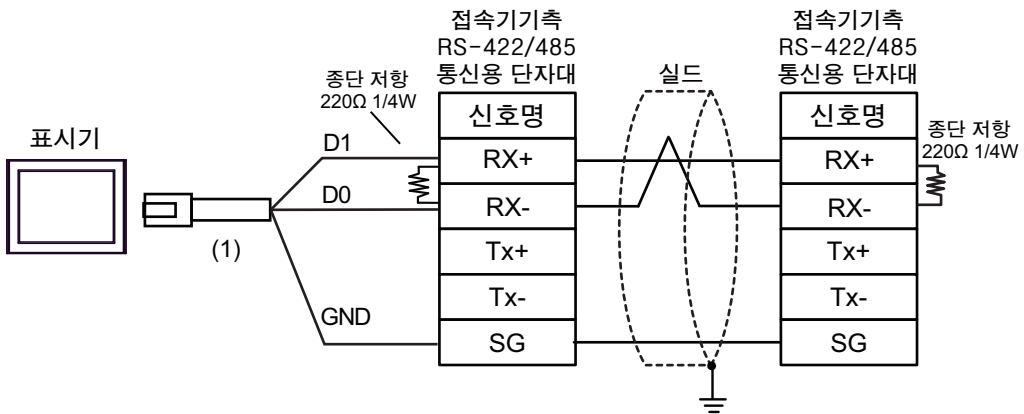 접속기기측
RS-422/485
통신용 단자대
접속기기측
RS-422/485
통신용 단자대
종단 저항
220Ω 1/4W
실드
종단 저항
220Ω 1/4W
표시기
(1)
D1
D0
GND
신호명
RX+
RX-
Tx+
Tx-
SG
신호명
RX+
RX-
Tx+
Tx-
SG